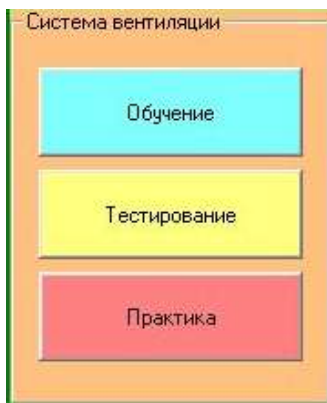 Система вентиляции
Обучение
Тестирование
Практика